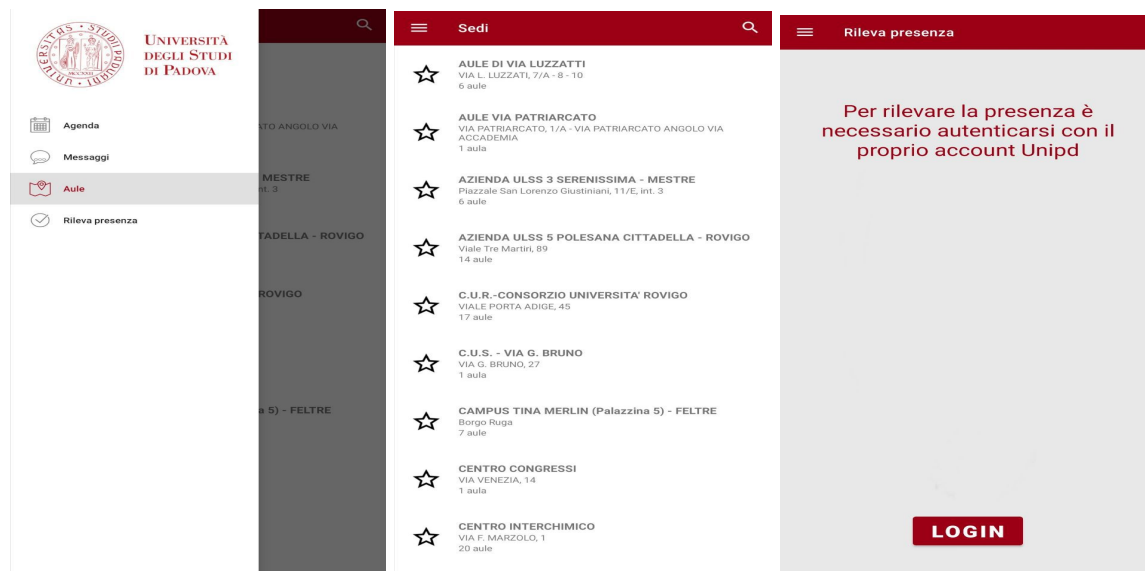 UNIVERSITAS · STUDII PADUANI
MCCXXII
UNIVERSITÀ
DEGLI STUDI
DI PADOVA
Agenda
Messaggi
Aule
Rileva presenza
ATO ANGOLO VIA
MESTRE
nt. 3
TADELLA - ROVIGO
ROVIGO
a 5) - FELTRE
Sedi
AULE DI VIA LUZZATTI
VIA L. LUZZATI, 7/A - 8 - 10
6 aule
AULE VIA PATRIARCATO
VIA PATRIARCATO, 1/A - VIA PATRIARCATO ANGOLO VIA
ACCADEMIA
1 aula
AZIENDA ULSS 3 SERENISSIMA - MESTRE
Piazzale San Lorenzo Giustiniani, 11/E, int. 3
6 aule
AZIENDA ULSS 5 POLESANA CITTADELLA - ROVIGO
Viale Tre Martiri, 89
14 aule
C.U.R.-CONSORZIO UNIVERSITA' ROVIGO
VIALE PORTA ADIGE, 45
17 aule
C.U.S. - VIA G. BRUNO
VIA G. BRUNO, 27
1 aula
CAMPUS TINA MERLIN (Palazzina 5) - FELTRE
Borgo Ruga
7 aule
CENTRO CONGRESSI
VIA VENEZIA, 14
1 aula
CENTRO INTERCHIMICO
VIA F. MARZOLO, 1
20 aule
Rileva presenza
Per rilevare la presenza è
necessario autenticarsi con il
proprio account Unipd
LOGIN